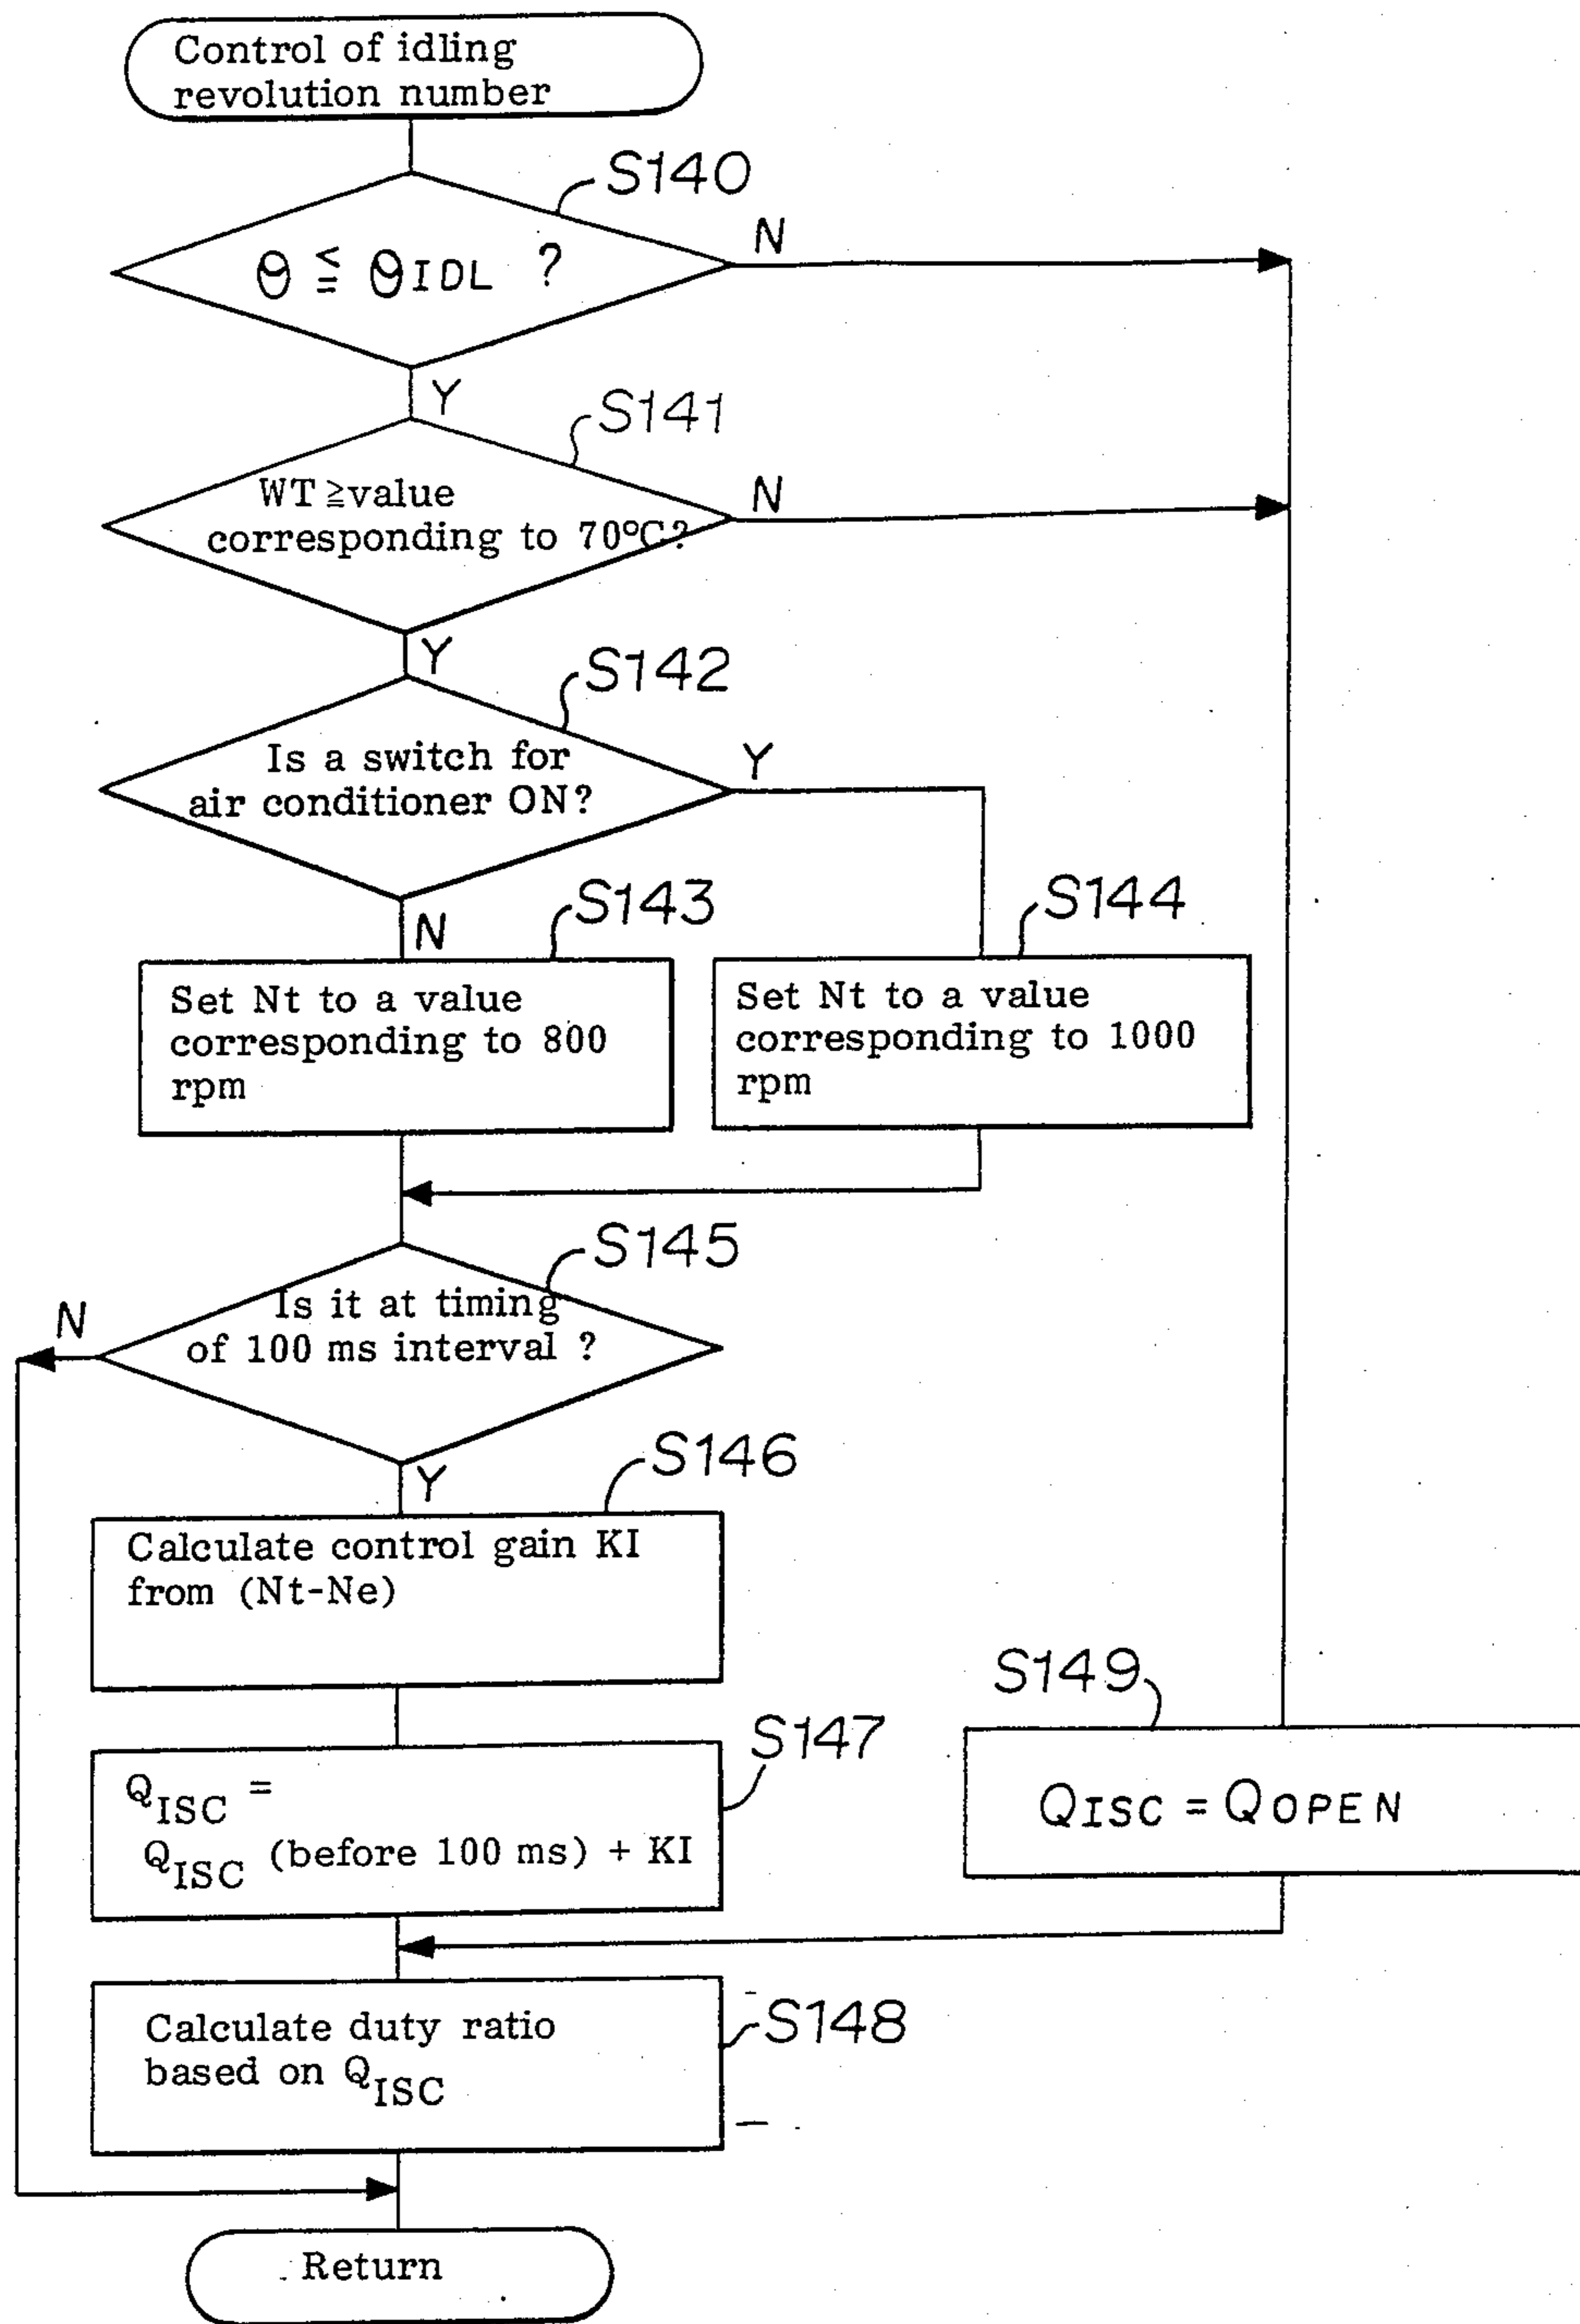 Control of idling
revolution number
S140
Θ ≦ ΘIDL ?
N
Y
S141
WT ≧ value
corresponding to 70°C?
N
Y
S142
Is a switch for
air conditioner ON?
Y
N
S143
S144
Set Nt to a value
corresponding to 800
rpm
Set Nt to a value
corresponding to 1000
rpm
S145
Is it at timing
of 100 ms interval ?
N
Y
S146
Calculate control gain KI
from (Nt-Ne)
S149
S147
QISC =
QISC (before 100 ms) + KI
QISC = QOPEN
S148
Calculate duty ratio
based on QISC
Return